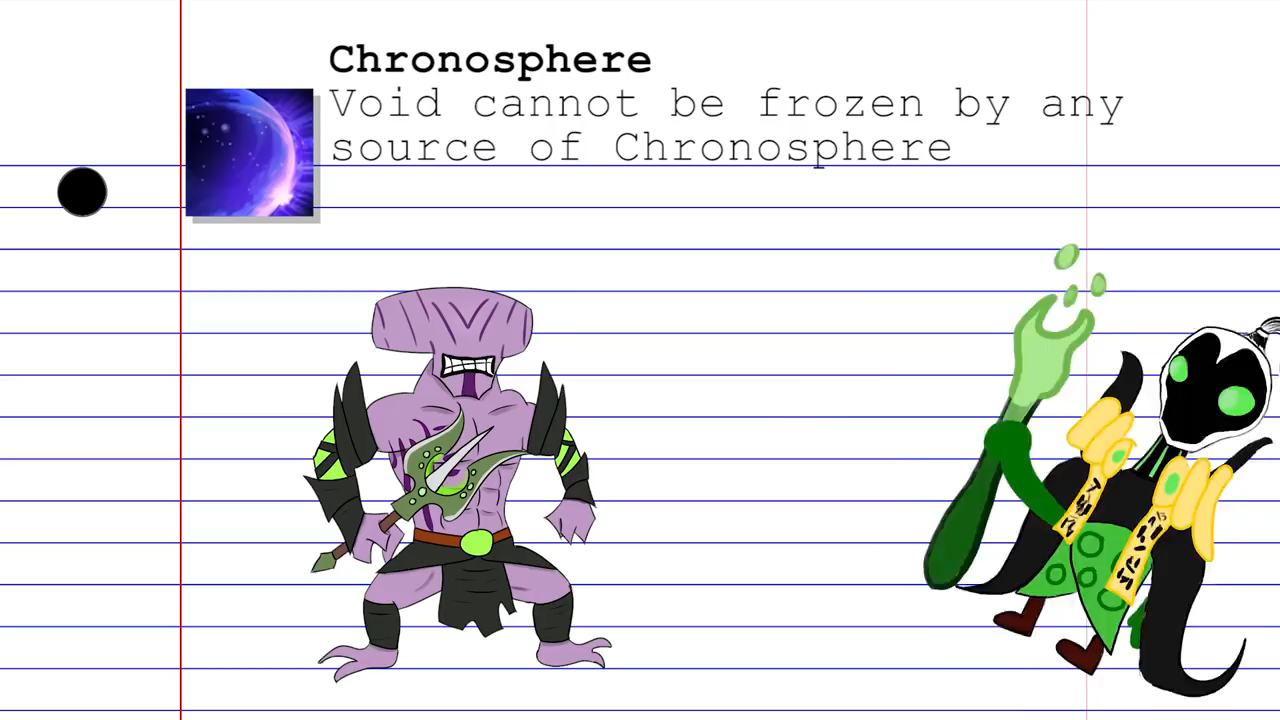 Chronosphere
Void cannot be frozen by any
source of Chronosphere